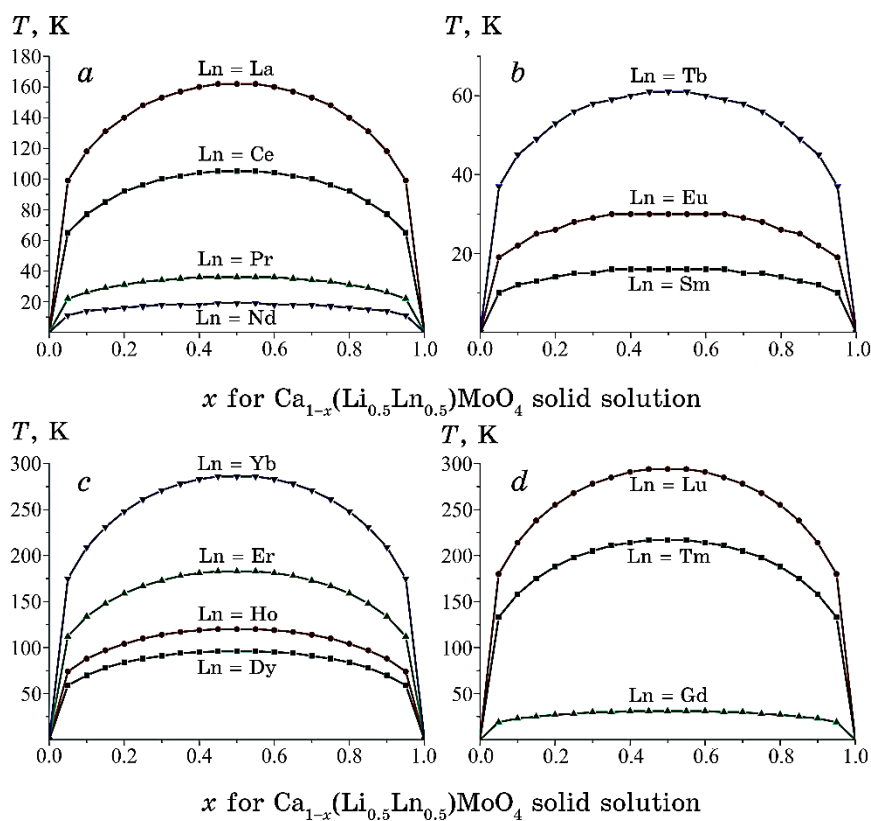 T, K
180
160
140
120
100
80
60
40
20
0.0 0.2 0.4 0.6 0.8 1.0
a
Ln = La
Ln = Ce
Ln = Pr
Ln = Nd
T, K
60
40
20
0.0 0.2 0.4 0.6 0.8 1.0
b
Ln = Tb
Ln = Eu
Ln = Sm
x for Ca₁₋ₓ(Li₀.₅Ln₀.₅)MoO₄ solid solution
T, K
300
250
200
150
100
50
0.0 0.2 0.4 0.6 0.8 1.0
c
Ln = Yb
Ln = Er
Ln = Ho
Ln = Dy
T, K
300
250
200
150
100
50
0.0 0.2 0.4 0.6 0.8 1.0
d
Ln = Lu
Ln = Tm
Ln = Gd
x for Ca₁₋ₓ(Li₀.₅Ln₀.₅)MoO₄ solid solution